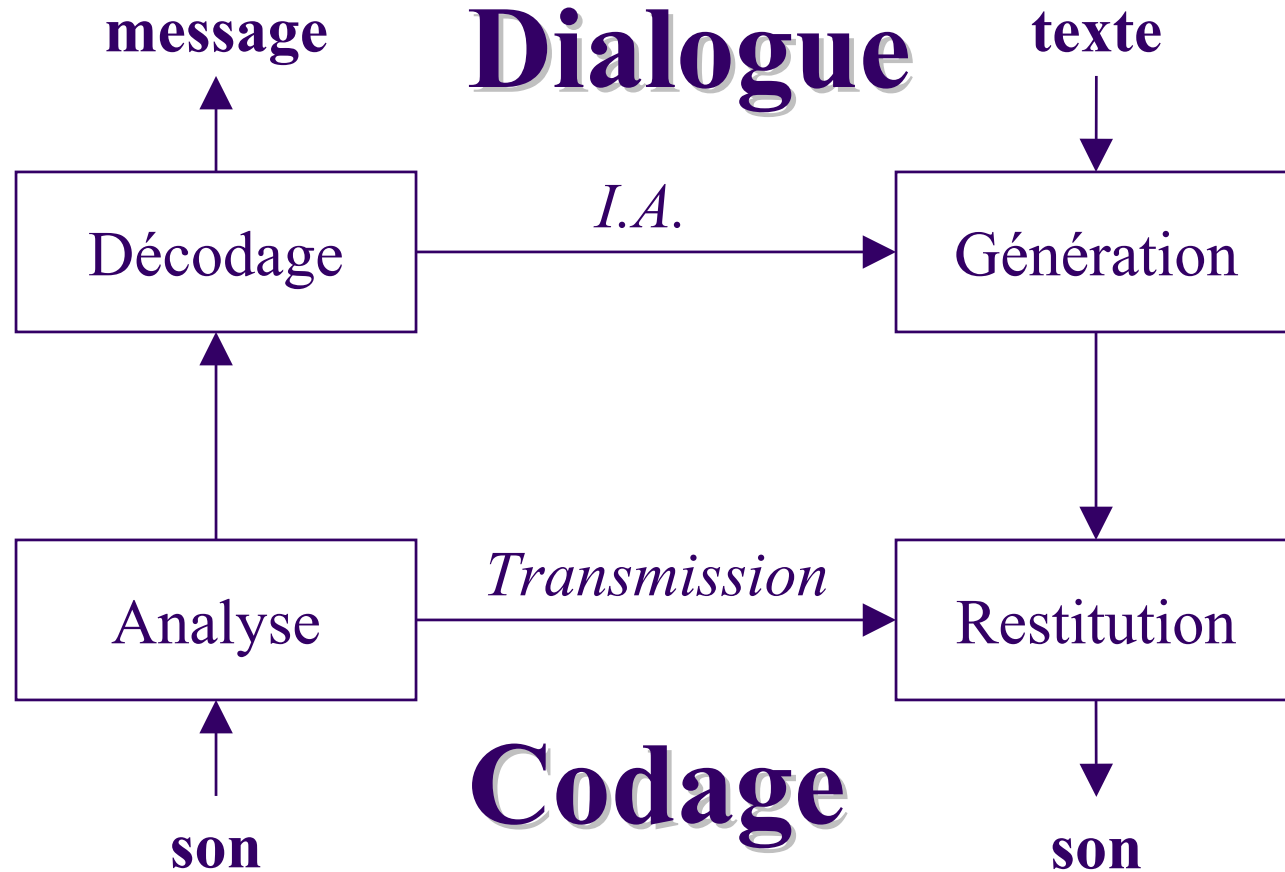 message
Dialogue
texte
I.A.
Décodage
Génération
Transmission
Analyse
Restitution
Codage
son
son